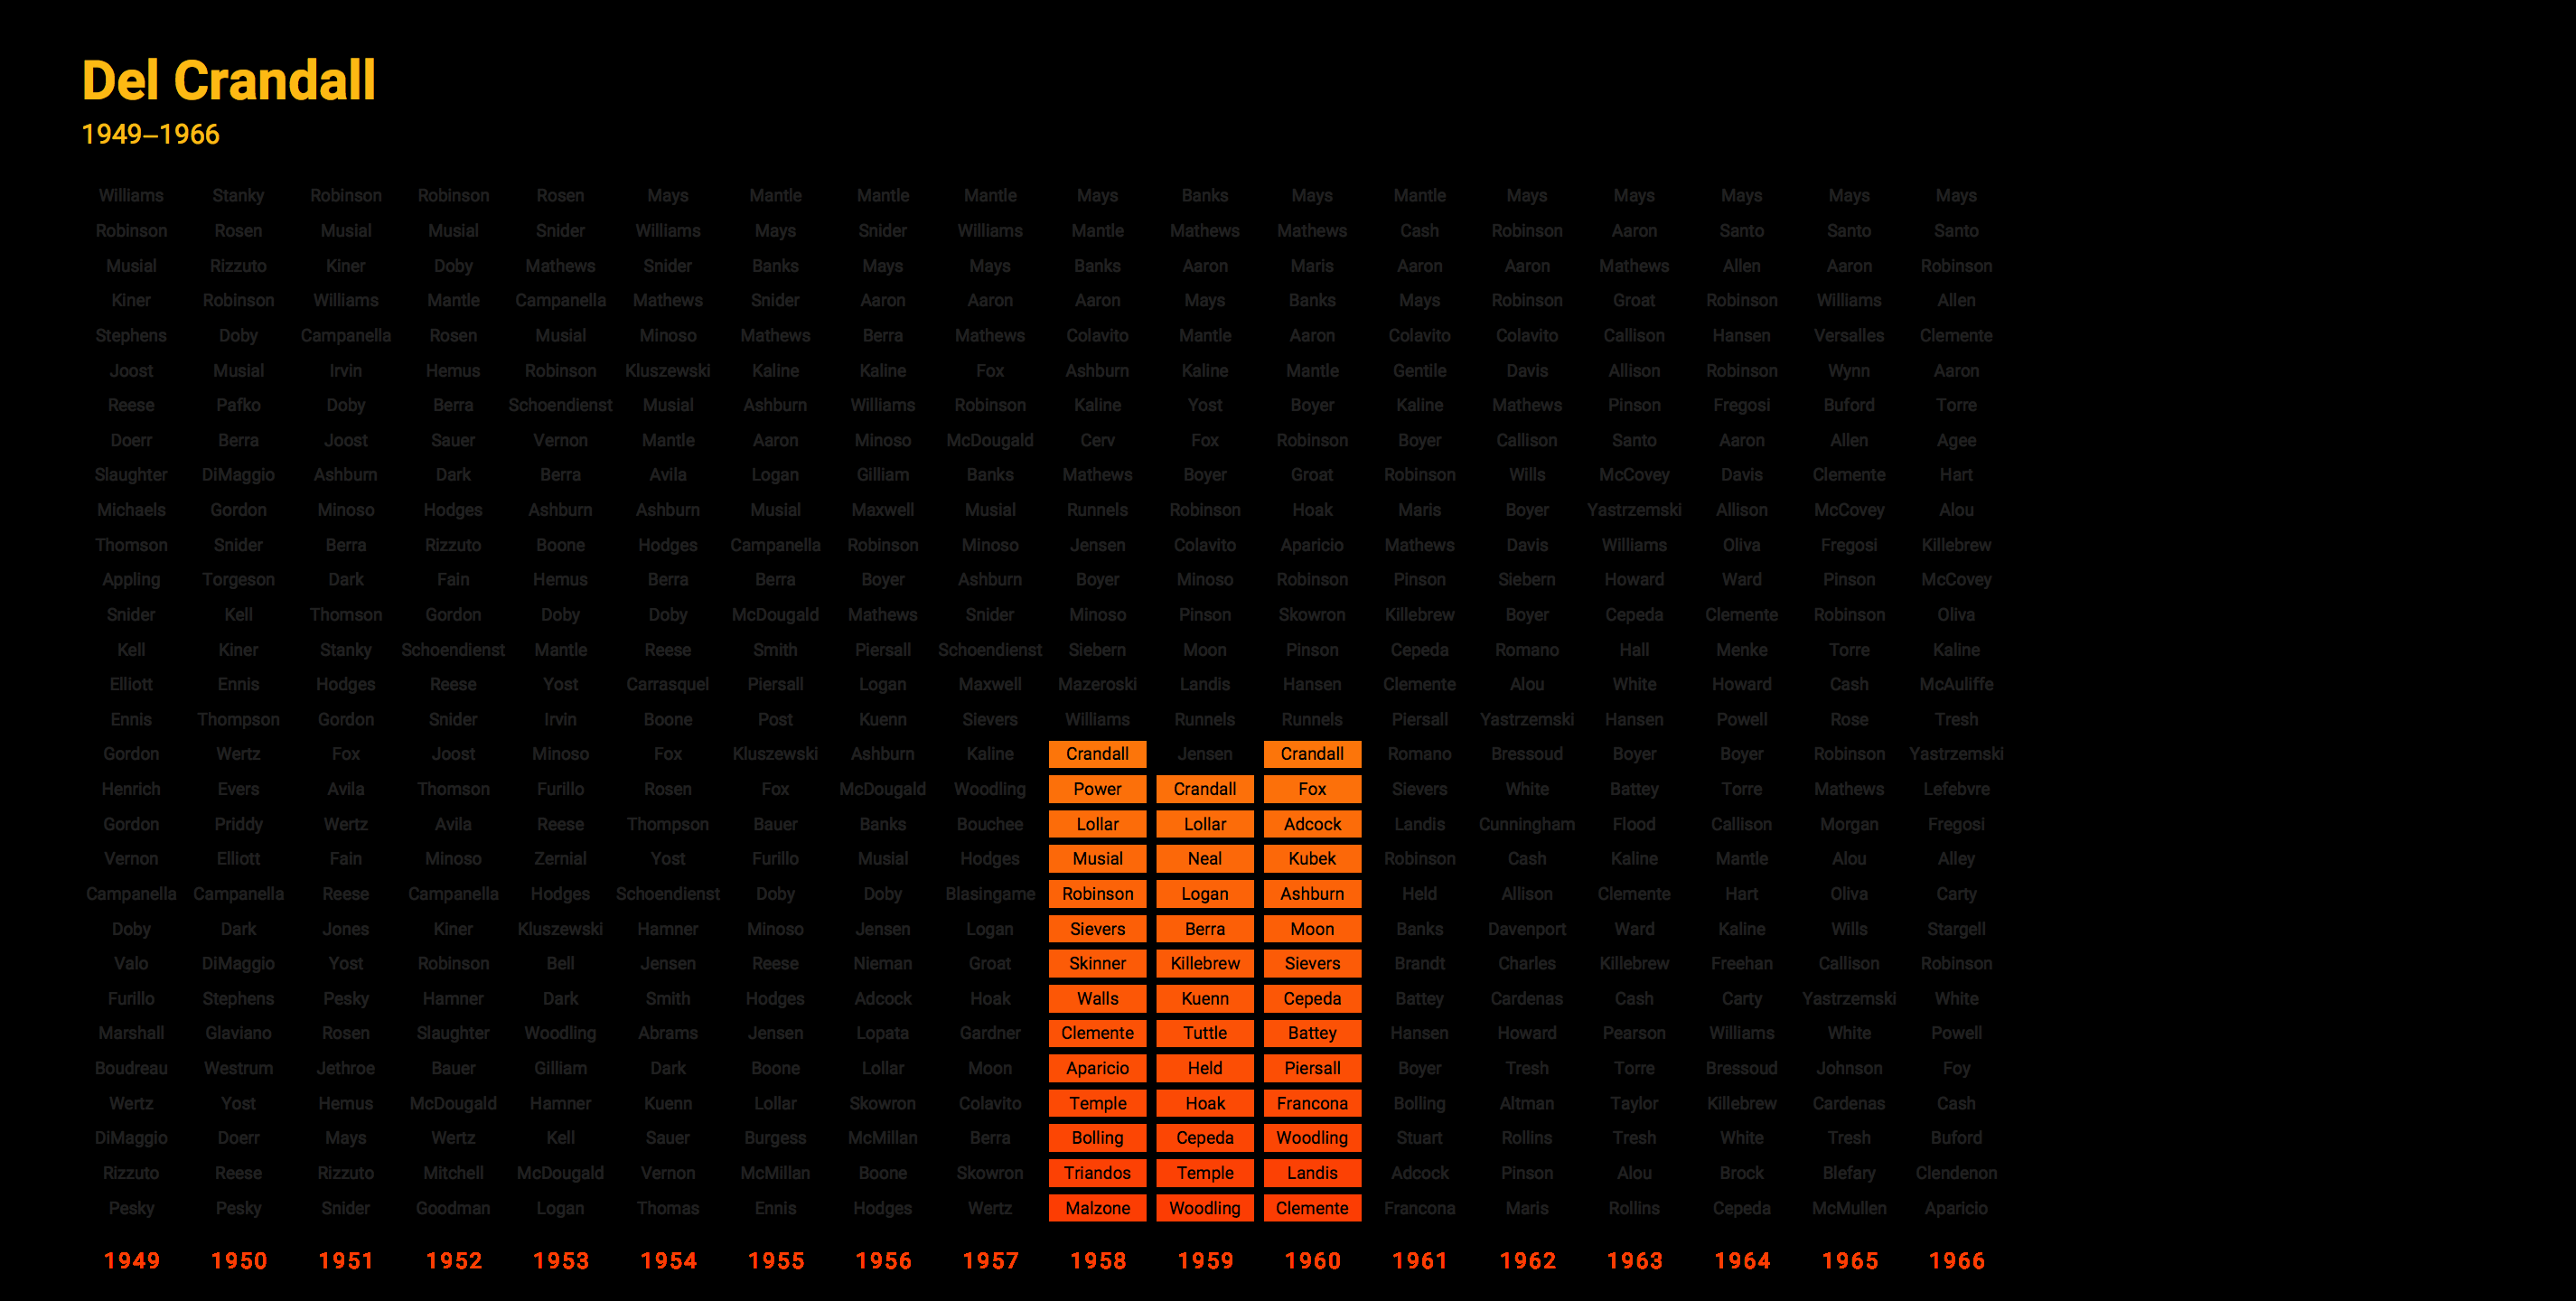 Del Crandall
1949–1966
Williams Stanky Robinson Robinson Rosen Mays Mantle Mantle Mantle Mays Banks Mays Mantle Mays Mays Mays Mays Mays
Robinson Rosen Musial Musial Snider Williams Mays Snider Williams Mantle Mathews Mathews Cash Robinson Aaron Santo Santo Santo
Musial Rizzuto Kiner Doby Mathews Snider Banks Mays Mays Banks Aaron Maris Aaron Aaron Mathews Allen Aaron Robinson
Kiner Robinson Williams Mantle Campanella Mathews Snider Aaron Aaron Aaron Mays Banks Mays Robinson Groat Robinson Williams Allen
Stephens Doby Campanella Rosen Musial Minoso Mathews Berra Mathews Colavito Mantle Aaron Colavito Colavito Callison Hansen Versalles Clemente
Joost Musial Irvin Hemus Robinson Kluszewski Kaline Kaline Fox Ashburn Kaline Mantle Gentile Davis Allison Robinson Wynn Aaron
Reese Pafko Doby Berra Schoendienst Musial Ashburn Williams Robinson Kaline Yost Boyer Kaline Mathews Pinson Fregosi Buford Torre
Doerr Berra Joost Sauer Vernon Mantle Aaron Minoso McDougald Cerv Fox Robinson Boyer Callison Santo Aaron Allen Agee
Slaughter DiMaggio Ashburn Dark Berra Avila Logan Gilliam Banks Mathews Boyer Groat Robinson Wills McCovey Davis Clemente Hart
Michaels Gordon Minoso Hodges Ashburn Ashburn Musial Maxwell Musial Runnels Robinson Hoak Maris Boyer Yastrzemski Allison McCovey Alou
Thomson Snider Berra Rizzuto Boone Hodges Campanella Robinson Minoso Jensen Colavito Aparicio Mathews Davis Williams Oliva Fregosi Killebrew
Appling Torgeson Dark Fain Hemus Berra Berra Boyer Ashburn Boyer Minoso Robinson Pinson Siebern Howard Ward Pinson McCovey
Snider Kell Thomson Gordon Doby Doby McDougald Mathews Snider Minoso Pinson Skowron Killebrew Boyer Cepeda Clemente Robinson Oliva
Kell Kiner Stanky Schoendienst Mantle Reese Smith Piersall Schoendienst Siebern Moon Pinson Cepeda Romano Hall Menke Torre Kaline
Elliott Ennis Hodges Reese Yost Carrasquel Piersall Logan Maxwell Mazeroski Landis Hansen Clemente Alou White Howard Cash McAuliffe
Ennis Thompson Gordon Snider Irvin Boone Post Kuenn Sievers Williams Runnels Runnels Piersall Yastrzemski Hansen Powell Rose Tresh
Gordon Wertz Fox Joost Minoso Fox Kluszewski Ashburn Kaline Crandall Jensen Crandall Romano Bressoud Boyer Boyer Robinson Yastrzemski
Henrich Evers Avila Thomson Furillo Rosen Fox McDougald Woodling Power Crandall Fox Sievers White Battey Torre Mathews Lefebvre
Gordon Priddy Wertz Avila Reese Thompson Bauer Banks Bouchee Lollar Lollar Adcock Landis Cunningham Flood Callison Morgan Fregosi
Vernon Elliott Fain Minoso Zernial Yost Furillo Musial Hodges Musial Neal Kubek Robinson Cash Kaline Mantle Alou Alley
Campanella Campanella Reese Campanella Hodges Schoendienst Doby Doby Blasingame Robinson Logan Ashburn Held Allison Clemente Hart Oliva Carty
Doby Dark Jones Kiner Kluszewski Hamner Minoso Jensen Logan Sievers Berra Moon Banks Davenport Ward Kaline Wills Stargell
Valo DiMaggio Yost Robinson Bell Jensen Reese Nieman Groat Skinner Killebrew Sievers Brandt Charles Killebrew Freehan Callison Robinson
Furillo Stephens Pesky Hamner Dark Smith Hodges Adcock Hoak Walls Kuenn Cepeda Battey Cardenas Cash Carty Yastrzemski White
Marshall Glaviano Rosen Slaughter Woodling Abrams Jensen Lopata Gardner Clemente Tuttle Battey Hansen Howard Pearson Williams White Powell
Boudreau Westrum Jethroe Bauer Gilliam Dark Boone Lollar Moon Aparicio Held Piersall Boyer Tresh Torre Bressoud Johnson Foy
Wertz Yost Hemus McDougald Hamner Kuenn Lollar Skowron Colavito Temple Hoak Francona Bolling Altman Taylor Killebrew Cardenas Cash
DiMaggio Doerr Mays Wertz Kell Sauer Burgess McMillan Berra Bolling Cepeda Woodling Stuart Rollins Tresh White Tresh Buford
Rizzuto Reese Rizzuto Mitchell McDougald Vernon McMillan Boone Skowron Triandos Temple Landis Adcock Pinson Alou Brock Blefary Clendenon
Pesky Pesky Snider Goodman Logan Thomas Ennis Hodges Wertz Malzone Woodling Clemente Francona Maris Rollins Cepeda McMullen Aparicio
1949 1950 1951 1952 1953 1954 1955 1956 1957 1958 1959 1960 1961 1962 1963 1964 1965 1966